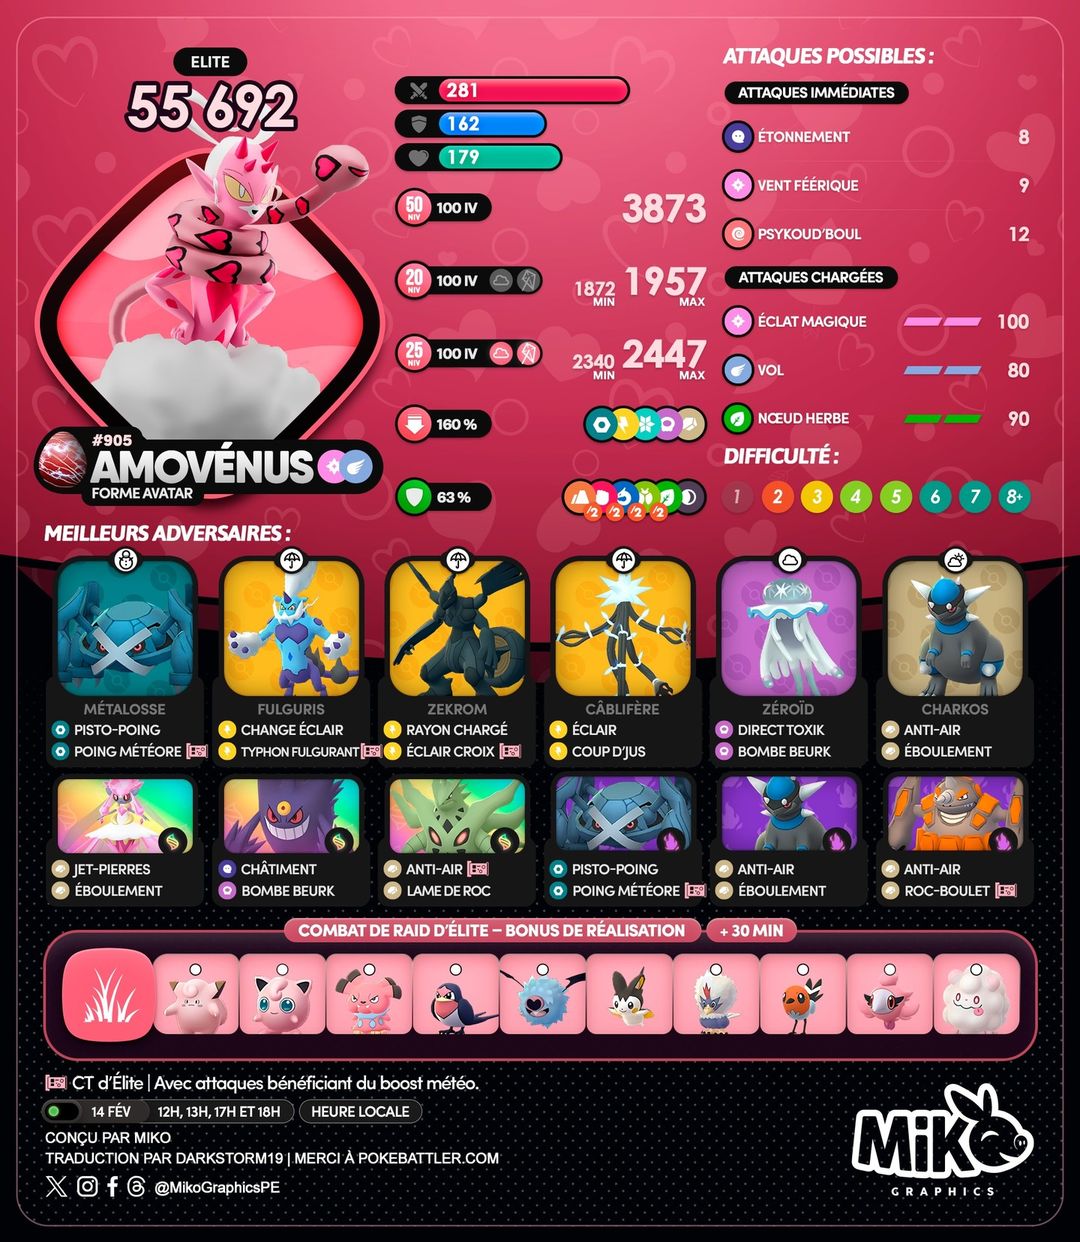 ELITE
55 692
281
162
179
50 NIV 100 IV
3873
20 NIV 100 IV
1872 MIN 1957 MAX
25 NIV 100 IV
2340 MIN 2447 MAX
160 %
63 %
/2 /2 /2 /2
#905
AMOVÉNUS
FORME AVATAR
ATTAQUES POSSIBLES :
ATTAQUES IMMÉDIATES
ÉTONNEMENT 8
VENT FÉÉRIQUE 9
PSYKOUD'BOUL 12
ATTAQUES CHARGÉES
ÉCLAT MAGIQUE 100
VOL 80
NŒUD HERBE 90
DIFFICULTÉ :
1 2 3 4 5 6 7 8+
MEILLEURS ADVERSAIRES :
MÉTALOSSE
PISTO-POING
POING MÉTÉORE
FULGURIS
CHANGE ÉCLAIR
TYPHON FULGURANT
ZEKROM
RAYON CHARGÉ
ÉCLAIR CROIX
CÂBLIFÈRE
ÉCLAIR
COUP D'JUS
ZÉROÏD
DIRECT TOXIK
BOMBE BEURK
CHARKOS
ANTI-AIR
ÉBOULEMENT
JET-PIERRES
ÉBOULEMENT
CHÂTIMENT
BOMBE BEURK
ANTI-AIR
LAME DE ROC
PISTO-POING
POING MÉTÉORE
ANTI-AIR
ÉBOULEMENT
ANTI-AIR
ROC-BOULET
COMBAT DE RAID D'ÉLITE – BONUS DE RÉALISATION + 30 MIN
CT d'Élite | Avec attaques bénéficiant du boost météo.
14 FÉV 12H, 13H, 17H ET 18H HEURE LOCALE
CONÇU PAR MIKO
TRADUCTION PAR DARKSTORM19 | MERCI À POKEBATTLER.COM
@MikoGraphicsPE
MiKO
GRAPHICS